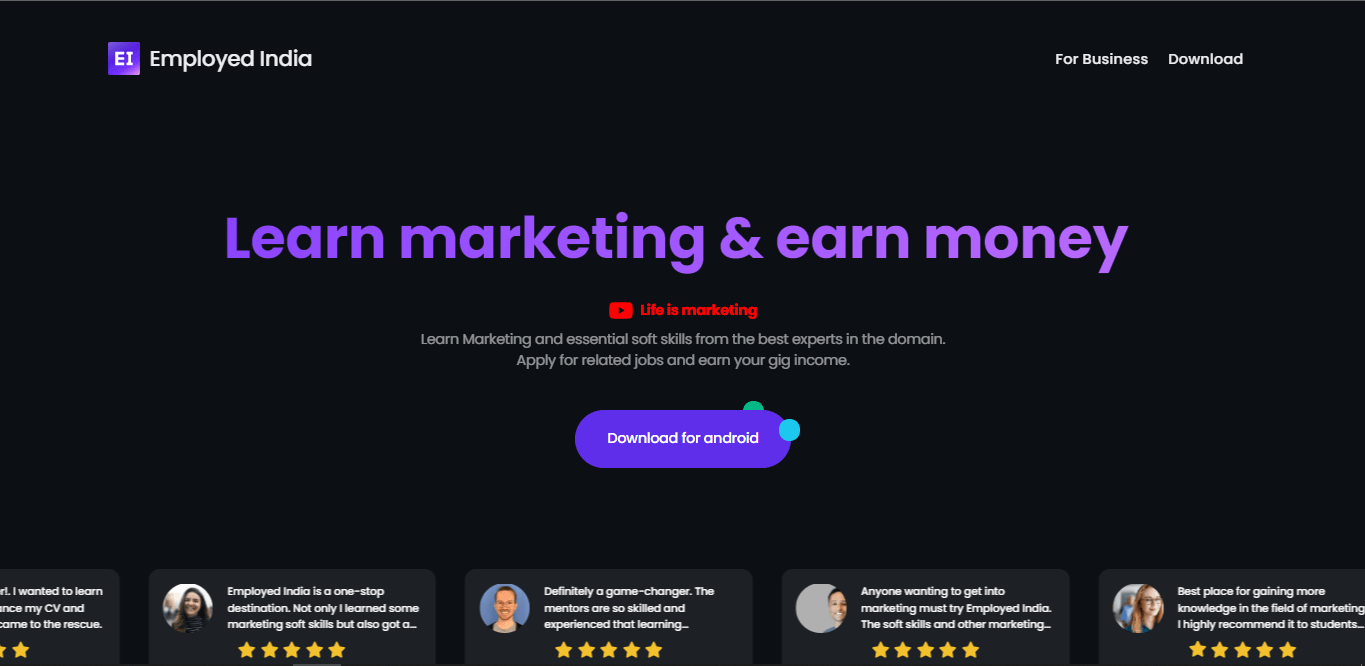 EI Employed India
For Business Download
Learn marketing & earn money
Life is marketing
Learn Marketing and essential soft skills from the best experts in the domain.
Apply for related jobs and earn your gig income.
Download for android
I wanted to learn
CV and
came to the rescue.
Employed India is a one-stop
destination. Not only I learned some
marketing soft skills but also got a...
Definitely a game-changer. The
mentors are so skilled and
experienced that learning...
Anyone wanting to get into
marketing must try Employed India.
The soft skills and other marketing...
Best place for gaining more
knowledge in the field of marketing
I highly recommend it to students...